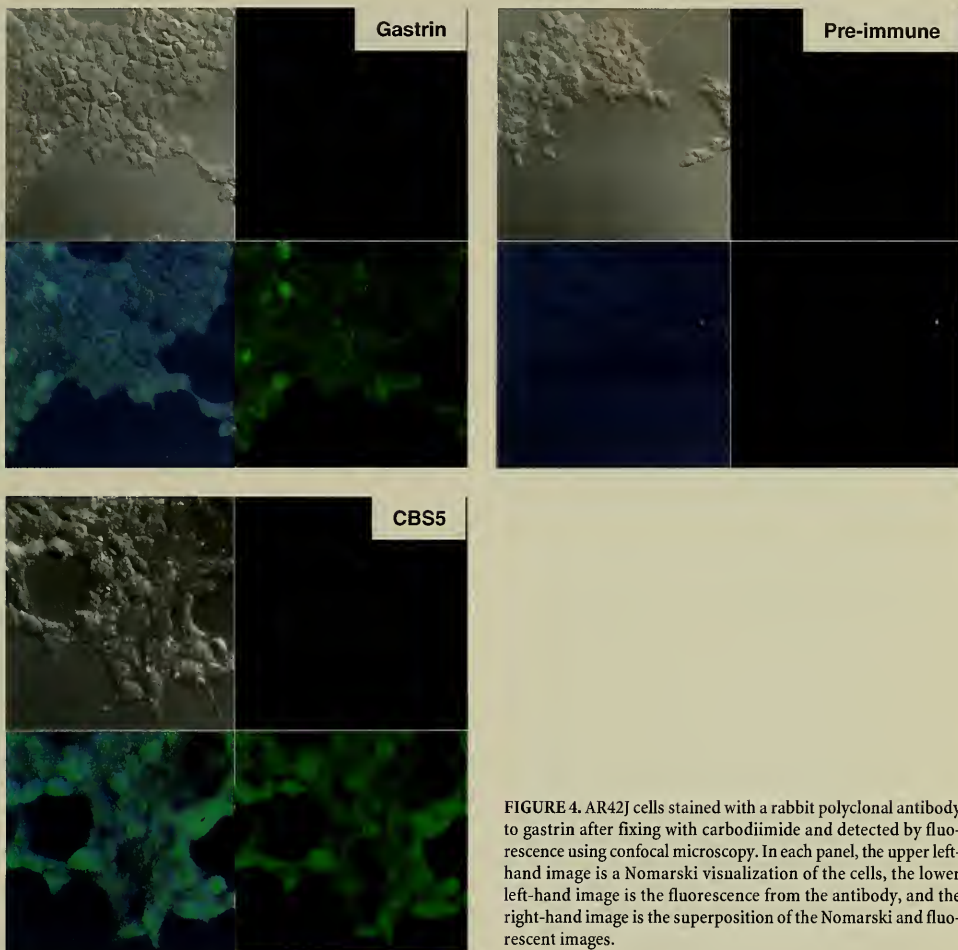 Gastrin
Pre-immune
CBS5
FIGURE 4. AR42J cells stained with a rabbit polyclonal antibody
to gastrin after fixing with carbodiimide and detected by fluo-
rescence using confocal microscopy. In each panel, the upper left-
hand image is a Nomarski visualization of the cells, the lower
left-hand image is the fluorescence from the antibody, and the
right-hand image is the superposition of the Nomarski and fluo-
rescent images.